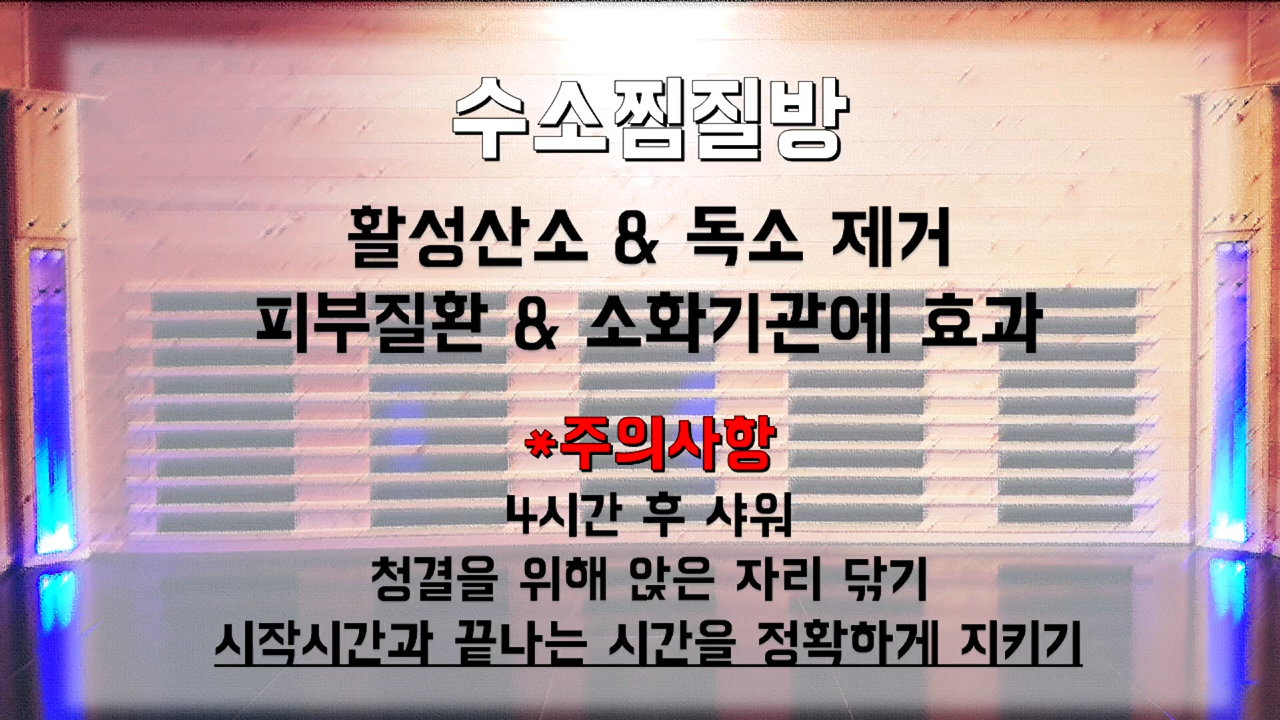 수소찜질방
활성산소 & 독소 제거
피부질환 & 소화기관에 효과
*주의사항
4시간 후 샤워
청결을 위해 앉은 자리 닦기
시작시간과 끝나는 시간을 정확하게 지키기